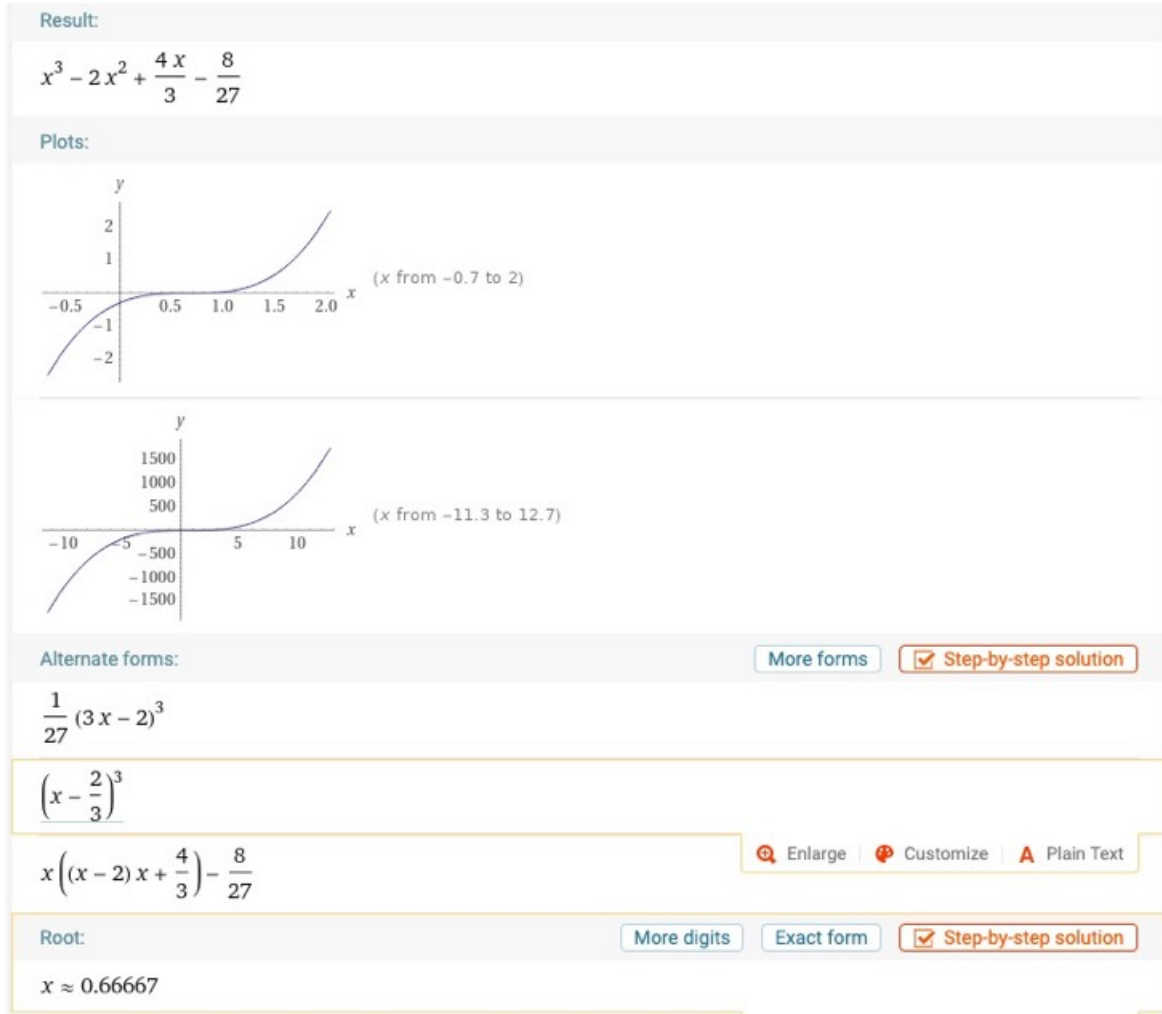 Result:
x³ − 2 x² + 4 x/3 − 8/27
Plots:
y
2
1
−0.5 0.5 1.0 1.5 2.0 x
−1
−2
(x from −0.7 to 2)
y
1500
1000
500
−10 −5 5 10 x
−500
−1000
−1500
(x from −11.3 to 12.7)
Alternate forms:
More forms
Step-by-step solution
1/27 (3 x − 2)³
(x − 2/3)³
Enlarge
Customize
A Plain Text
x ((x − 2) x + 4/3) − 8/27
Root:
More digits
Exact form
Step-by-step solution
x ≈ 0.66667